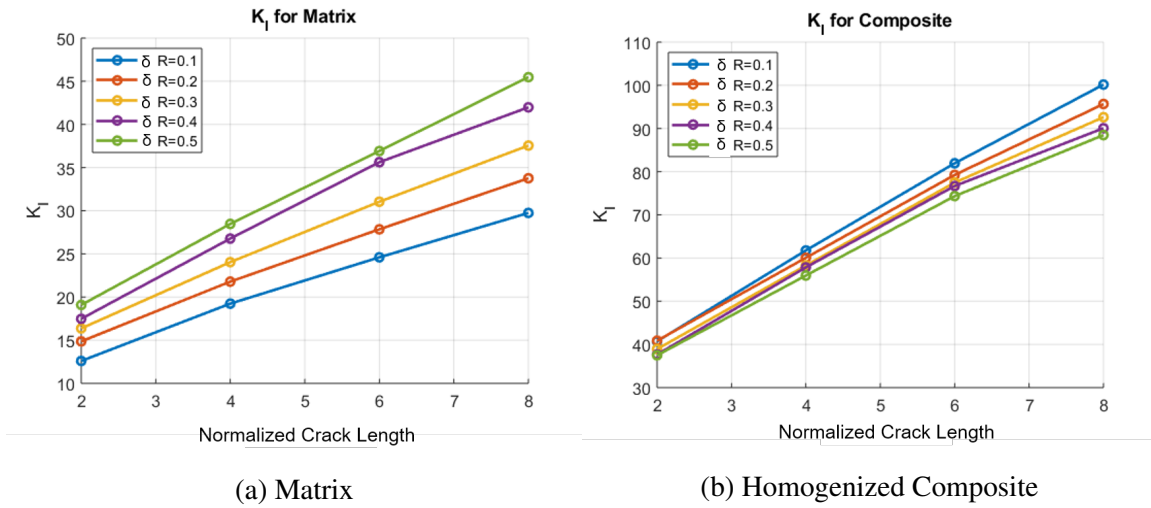 K_I for Matrix
50
45
40
35
30
25
20
15
10
K_I
δ R=0.1
δ R=0.2
δ R=0.3
δ R=0.4
δ R=0.5
2 3 4 5 6 7 8
Normalized Crack Length
(a) Matrix
K_I for Composite
110
100
90
80
70
60
50
40
30
K_I
δ R=0.1
δ R=0.2
δ R=0.3
δ R=0.4
δ R=0.5
2 3 4 5 6 7 8
Normalized Crack Length
(b) Homogenized Composite